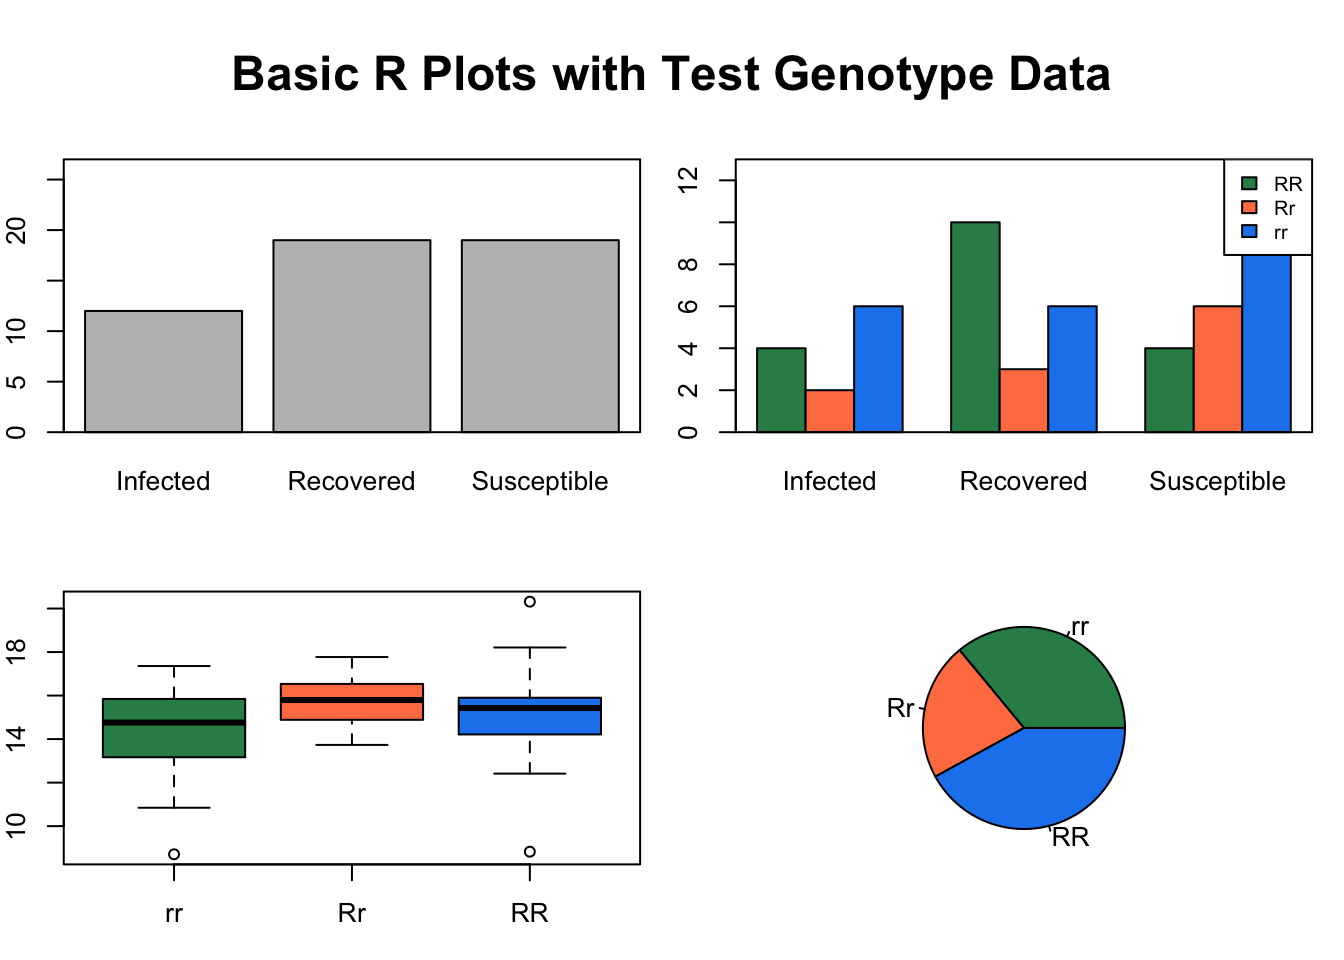 Basic R Plots with Test Genotype Data
20
10
5
0
Infected Recovered Susceptible
12
8
6
4
2
0
RR
Rr
rr
Infected Recovered Susceptible
18
14
10
rr Rr RR
rr
Rr
RR